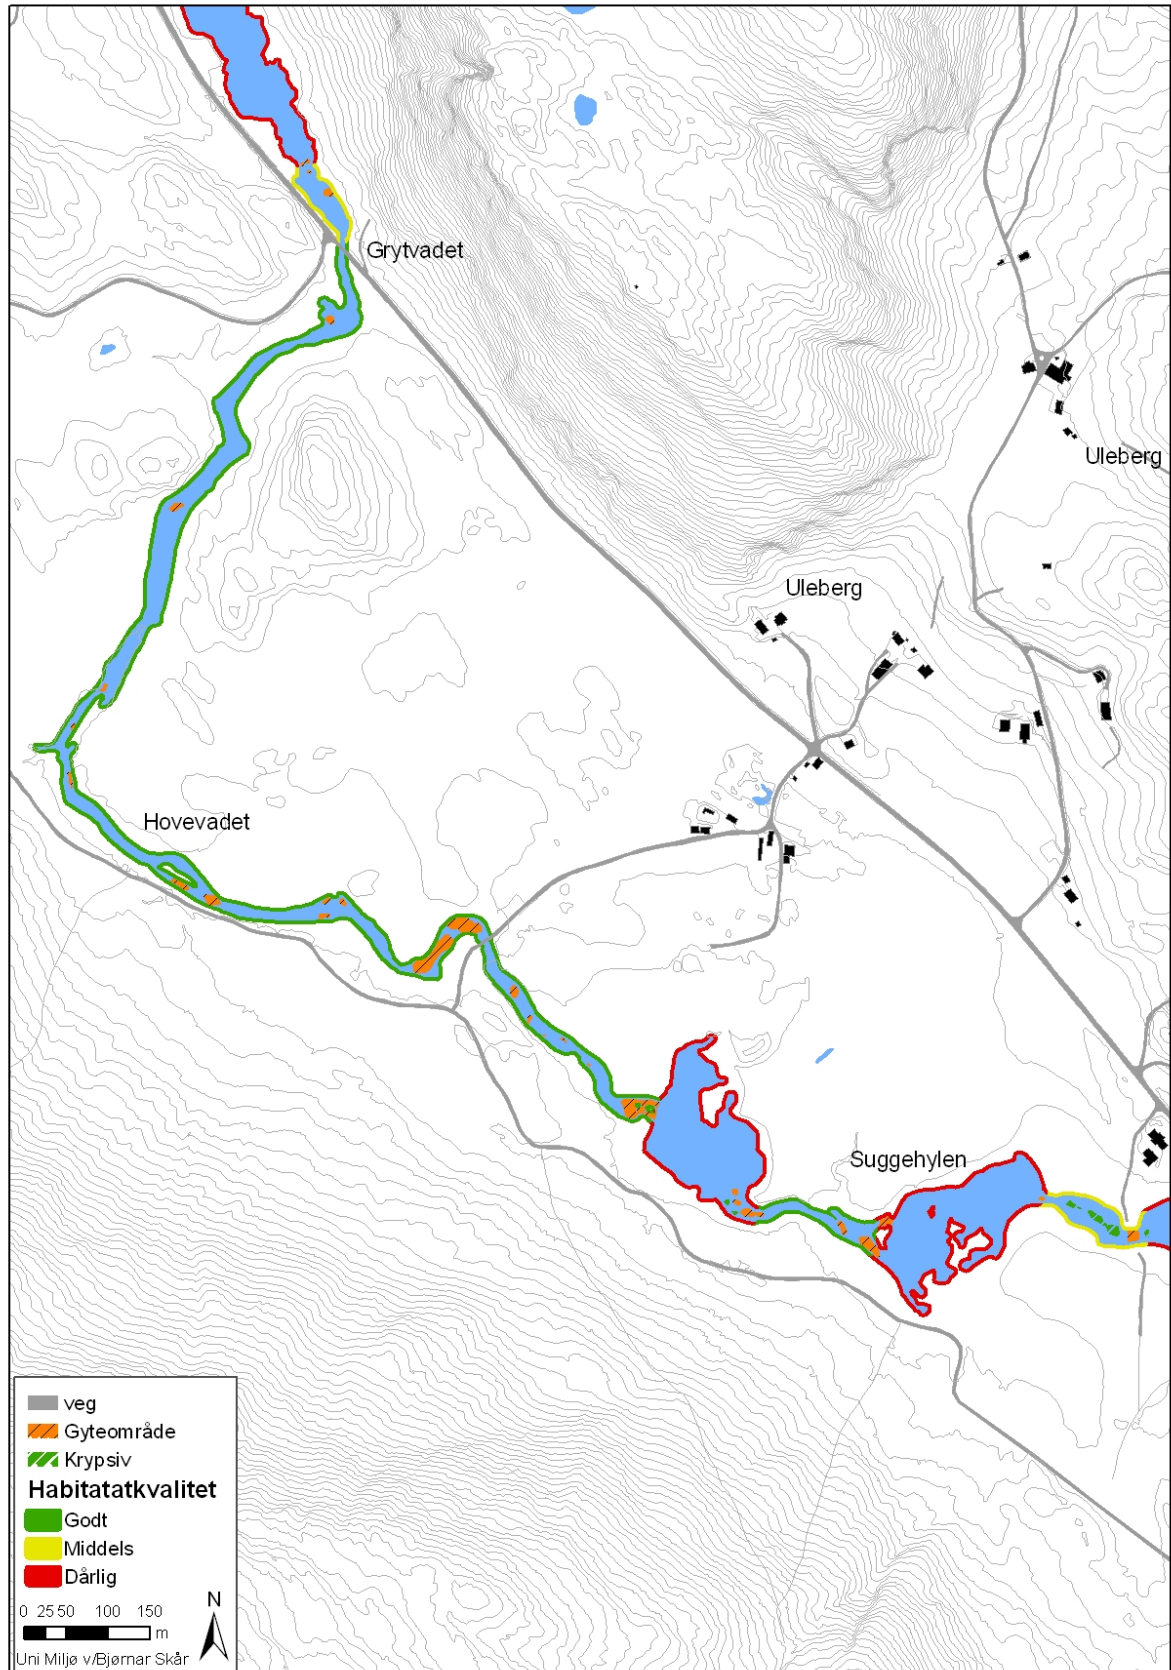 Grytvadet
Uleberg
Uleberg
Hovevadet
Suggehylen
veg
Gyteområde
Krypsiv
Habitatatkvalitet
Godt
Middels
Dårlig
N
0 25 50 100 150
m
Uni Miljø v/Bjørnar Skår